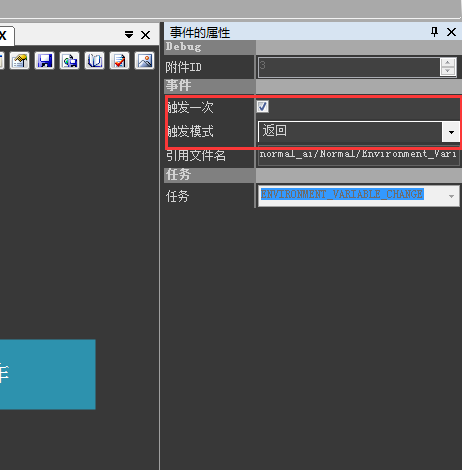 事件的属性
Debug
附件ID 3
事件
触发一次
触发模式 返回
引用文件名 normal_ai/Normal/Environment_Vari
任务
任务 ENVIRONMENT_VARIABLE_CHANGE